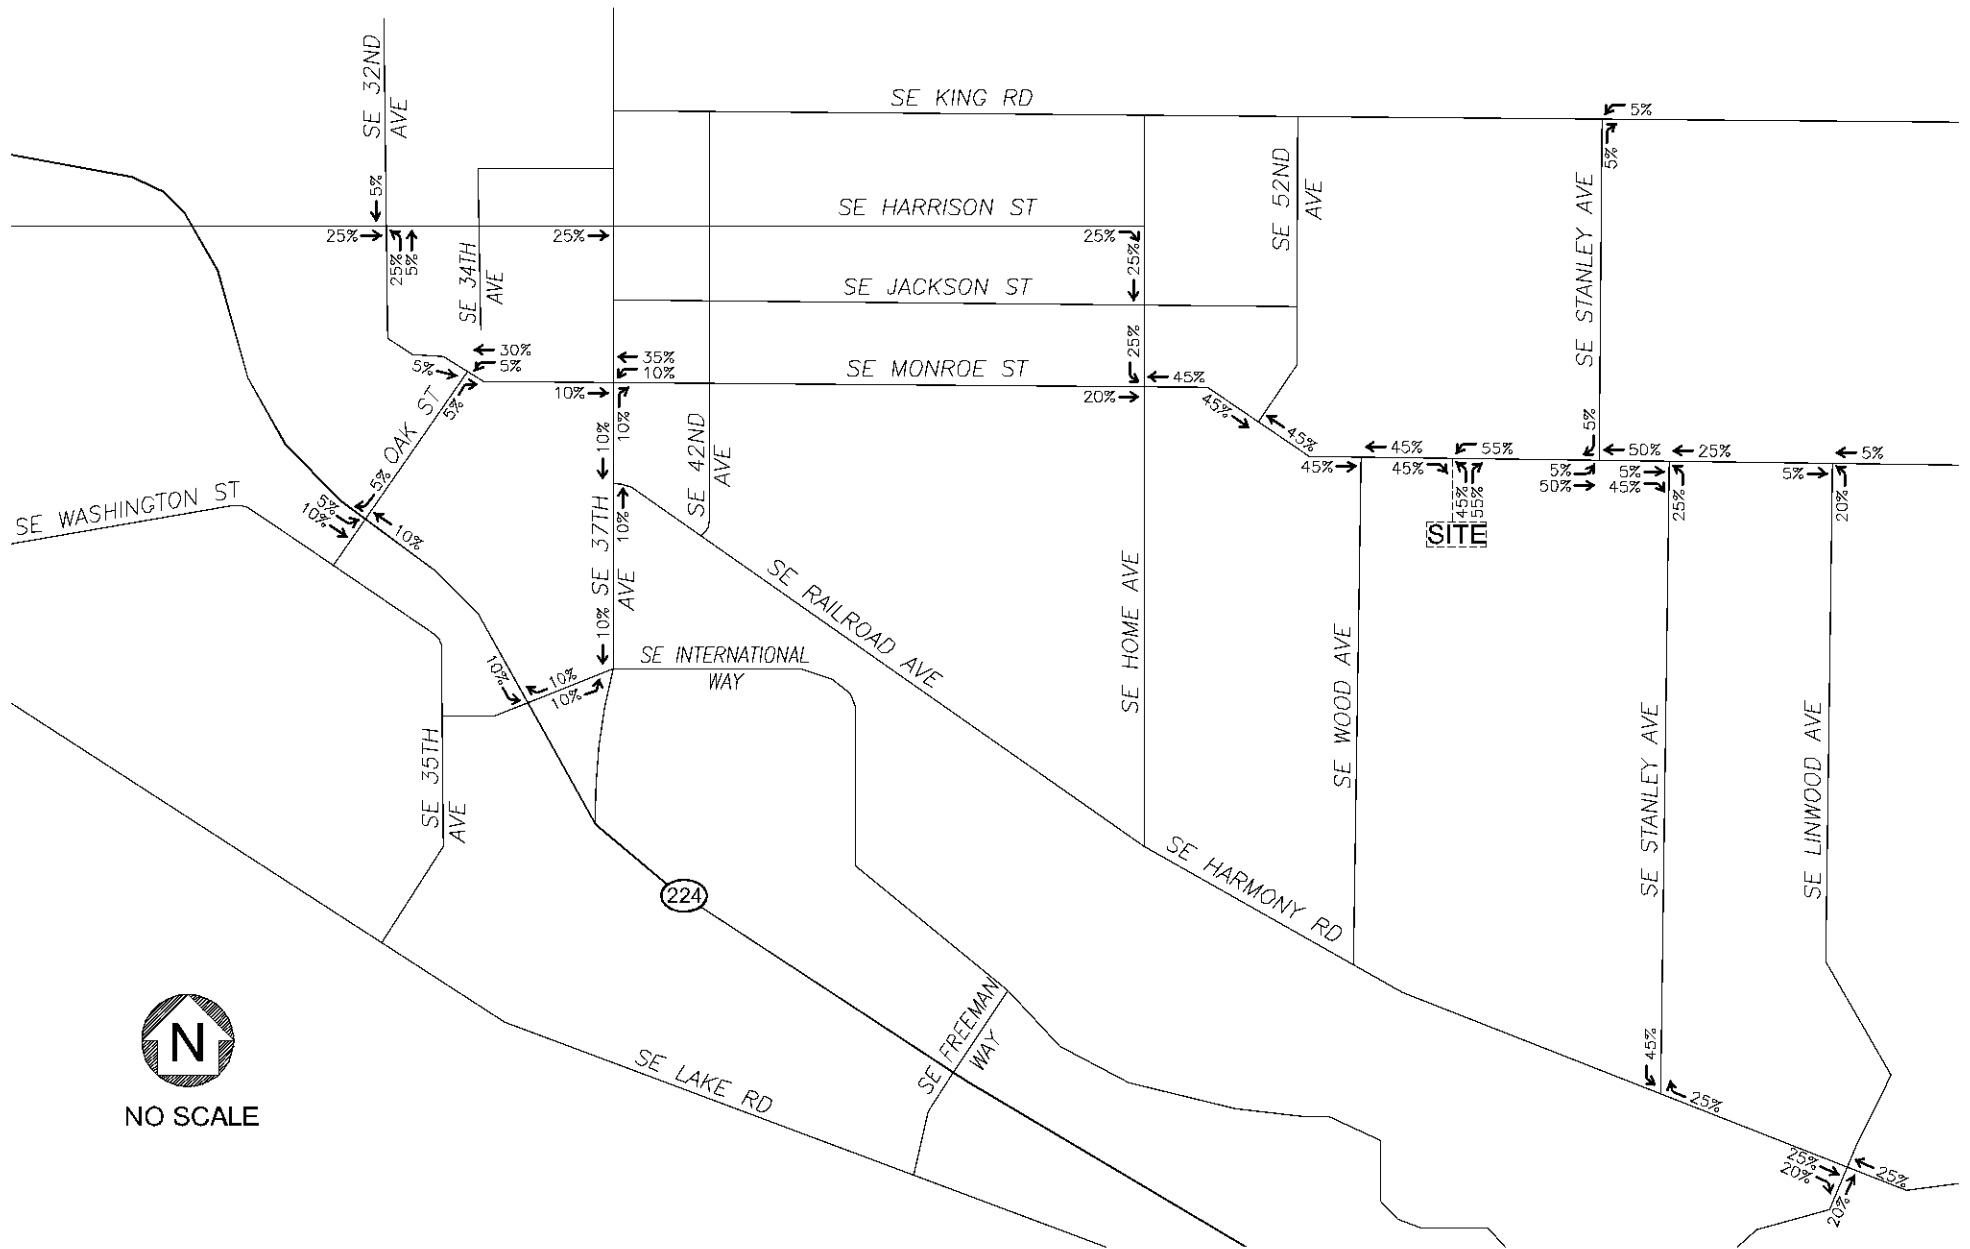 SE 32ND
AVE
SE KING RD
5%
5%
5%
SE 52ND
AVE
SE STANLEY AVE
SE HARRISON ST
25%
25%
5%
25%
25%
25%
SE 34TH
AVE
SE JACKSON ST
25%
30%
5%
5%
5%
35%
10%
10%
10%
SE MONROE ST
45%
20%
45%
45%
5%
OAK ST
10%
SE 42ND
AVE
45%
45%
55%
45%
45%
55%
SITE
50%
5%
50%
25%
5%
45%
25%
5%
5%
20%
SE WASHINGTON ST
5%
5%
10%
10%
10%
SE 37TH
AVE
10%
SE RAILROAD AVE
SE HOME AVE
SE WOOD AVE
SE STANLEY AVE
SE LINWOOD AVE
SE INTERNATIONAL
WAY
10%
10%
10%
SE 35TH
AVE
224
SE HARMONY RD
SE FREEMAN
WAY
SE LAKE RD
N
NO SCALE
45%
25%
25%
20%
25%
20%